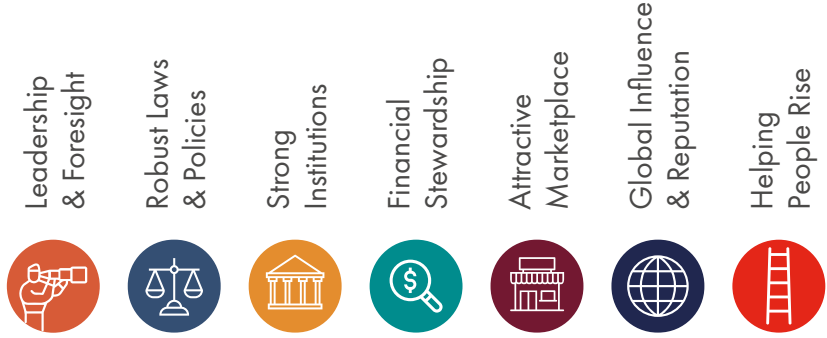 Leadership
& Foresight
Robust Laws
& Policies
Strong
Institutions
Financial
Stewardship
Attractive
Marketplace
Global Influence
& Reputation
Helping
People Rise
$